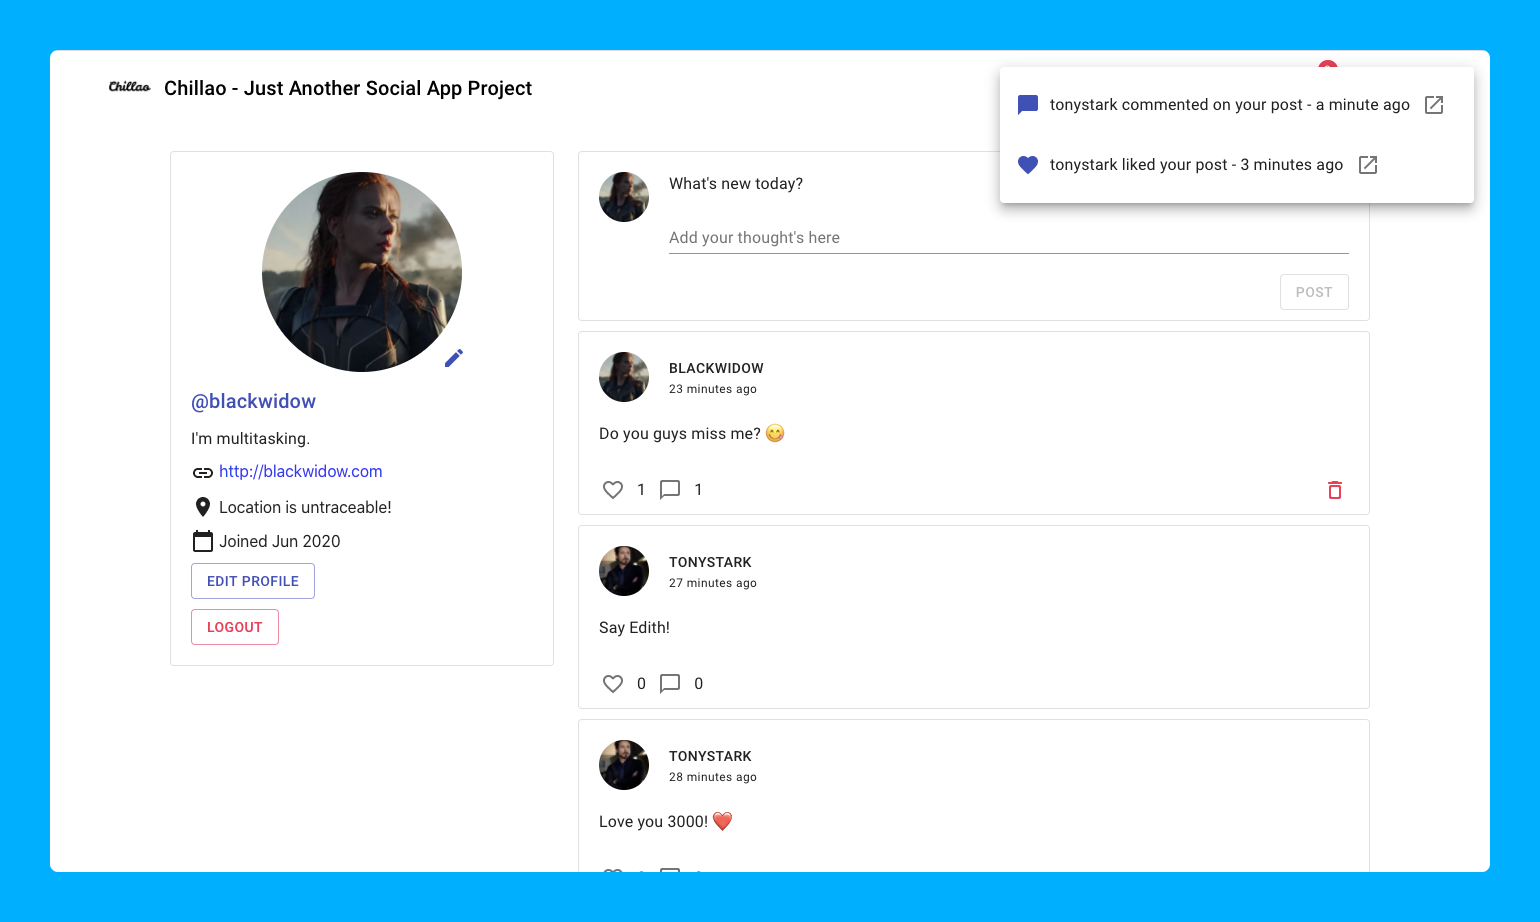 Chillao
Chillao - Just Another Social App Project
tonystark commented on your post - a minute ago
tonystark liked your post - 3 minutes ago
@blackwidow
I'm multitasking.
http://blackwidow.com
Location is untraceable!
Joined Jun 2020
EDIT PROFILE
LOGOUT
What's new today?
Add your thought's here
POST
BLACKWIDOW
23 minutes ago
Do you guys miss me? 😋
1 1
TONYSTARK
27 minutes ago
Say Edith!
0 0
TONYSTARK
28 minutes ago
Love you 3000! ❤️